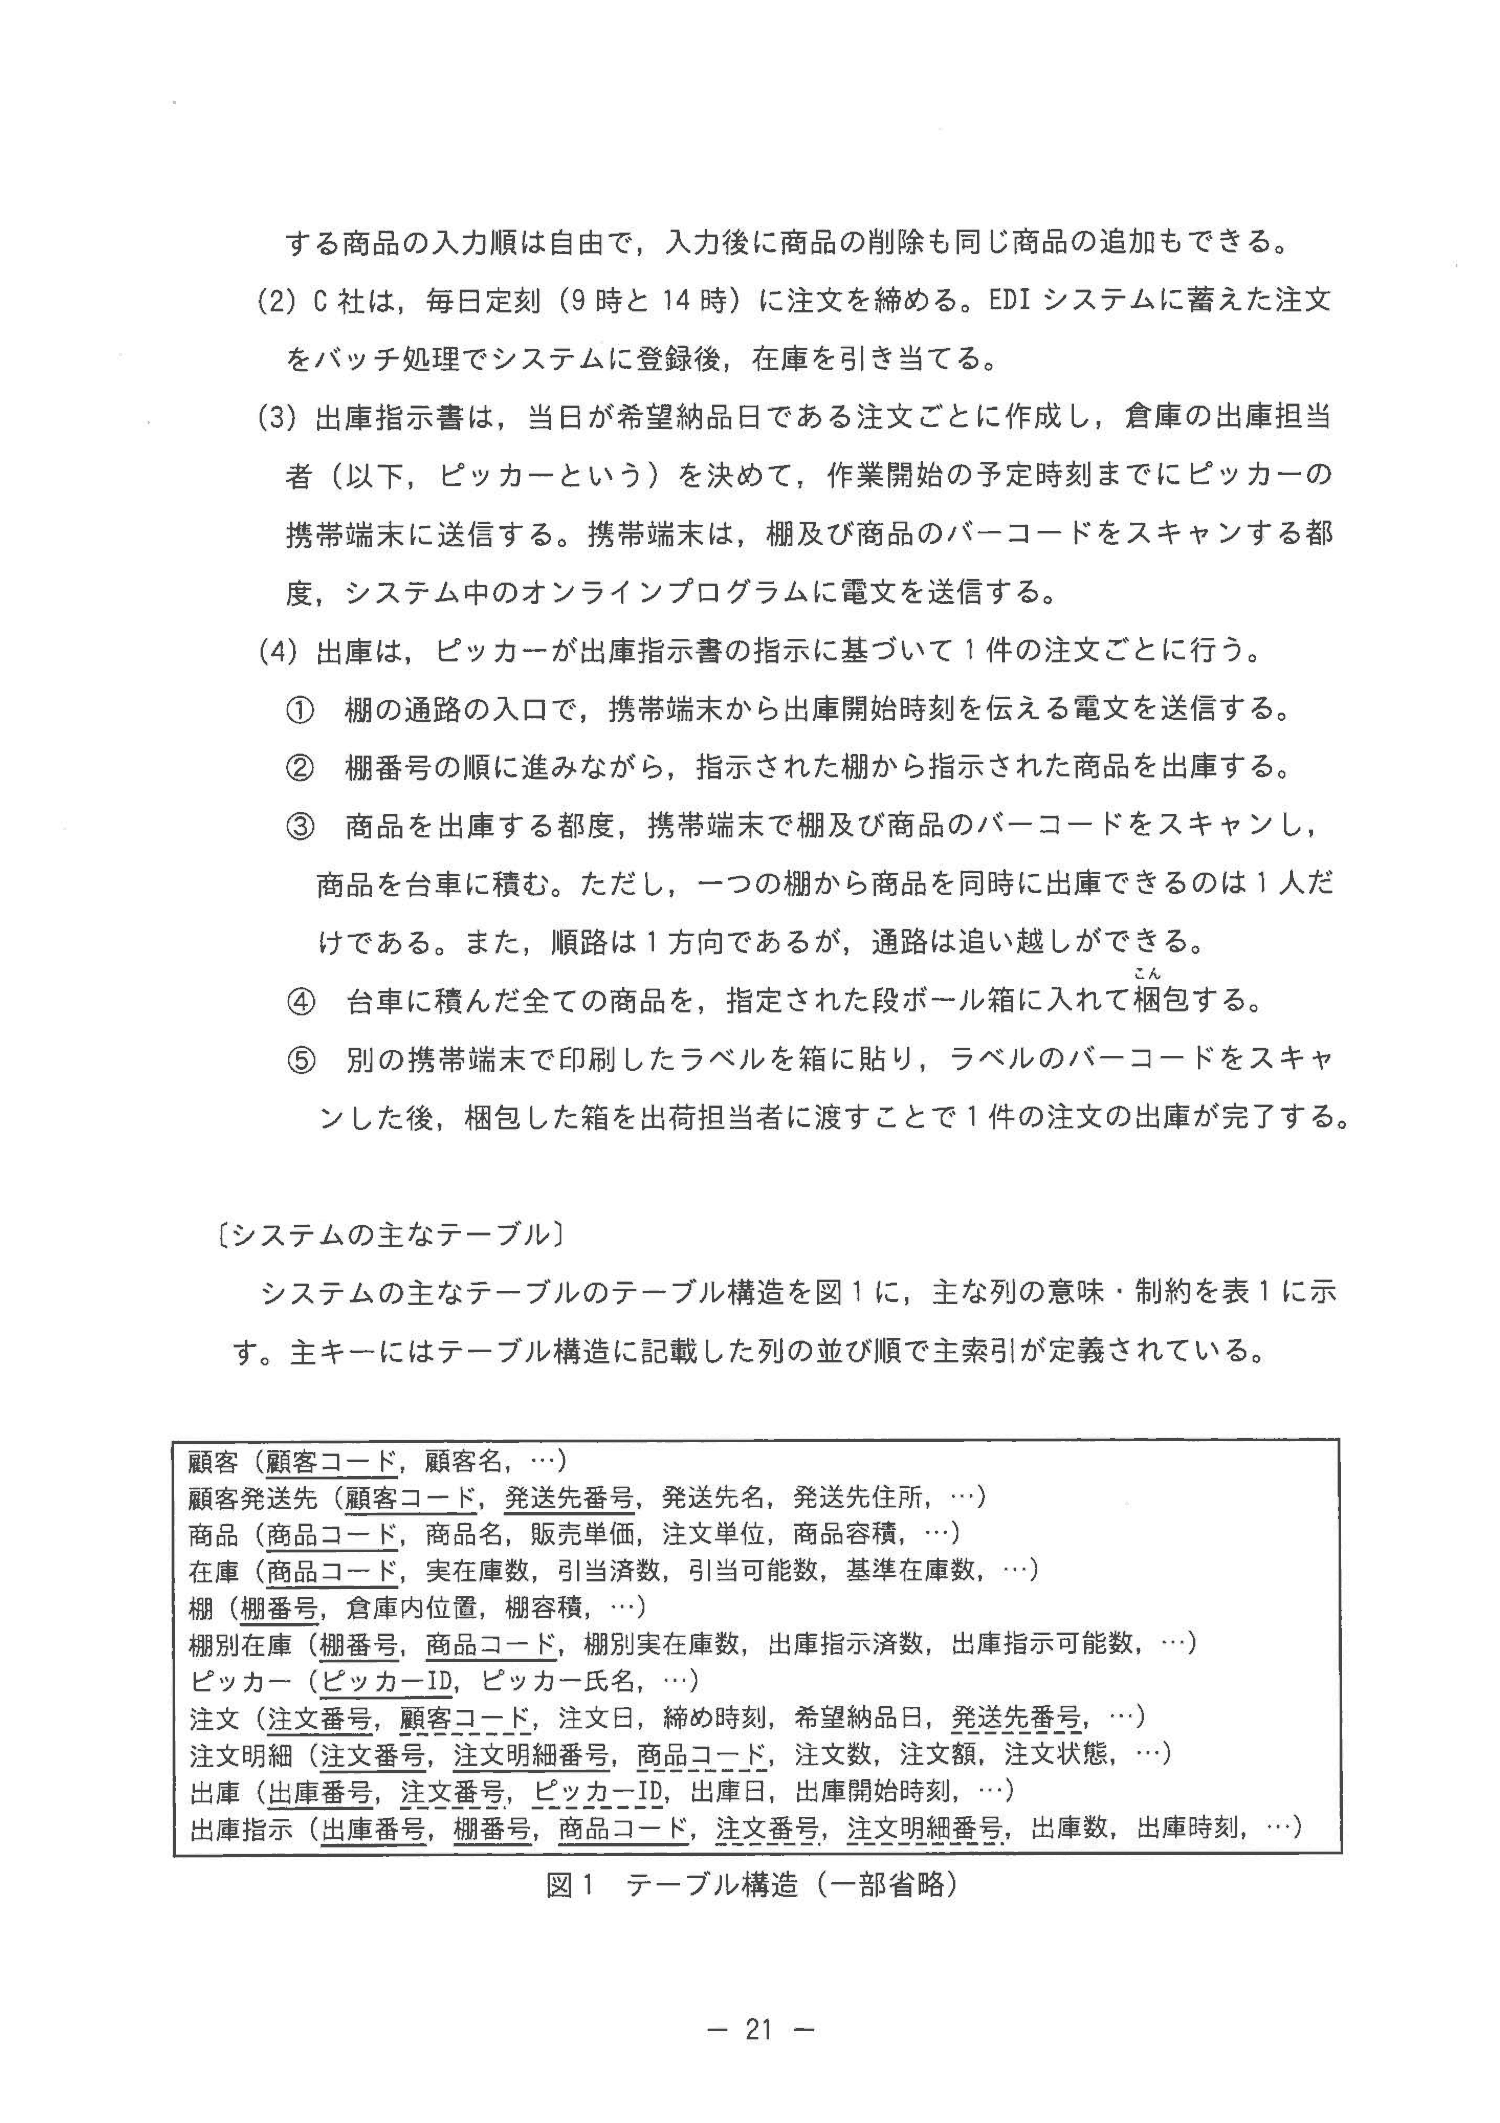 する商品の入力順は自由で，入力後に商品の削除も同じ商品の追加もできる。
(2) C 社は，毎日定刻（9 時と 14 時）に注文を締める。EDI システムに蓄えた注文
をバッチ処理でシステムに登録後，在庫を引き当てる。
(3) 出庫指示書は，当日が希望納品日である注文ごとに作成し，倉庫の出庫担当
者（以下，ピッカーという）を決めて，作業開始の予定時刻までにピッカーの
携帯端末に送信する。携帯端末は，棚及び商品のバーコードをスキャンする都
度，システム中のオンラインプログラムに電文を送信する。
(4) 出庫は，ピッカーが出庫指示書の指示に基づいて 1 件の注文ごとに行う。
① 棚の通路の入口で，携帯端末から出庫開始時刻を伝える電文を送信する。
② 棚番号の順に進みながら，指示された棚から指示された商品を出庫する。
③ 商品を出庫する都度，携帯端末で棚及び商品のバーコードをスキャンし，
商品を台車に積む。ただし，一つの棚から商品を同時に出庫できるのは 1 人だ
けである。また，順路は 1 方向であるが，通路は追い越しができる。
こん
④ 台車に積んだ全ての商品を，指定された段ボール箱に入れて梱包する。
⑤ 別の携帯端末で印刷したラベルを箱に貼り，ラベルのバーコードをスキャ
ンした後，梱包した箱を出荷担当者に渡すことで 1 件の注文の出庫が完了する。
〔システムの主なテーブル〕
システムの主なテーブルのテーブル構造を図 1 に，主な列の意味・制約を表 1 に示
す。主キーにはテーブル構造に記載した列の並び順で主索引が定義されている。
顧客（顧客コード，顧客名，…）
顧客発送先（顧客コード，発送先番号，発送先名，発送先住所，…）
商品（商品コード，商品名，販売単価，注文単位，商品容積，…）
在庫（商品コード，実在庫数，引当済数，引当可能数，基準在庫数，…）
棚（棚番号，倉庫内位置，棚容積，…）
棚別在庫（棚番号，商品コード，棚別実在庫数，出庫指示済数，出庫指示可能数，…）
ピッカー（ピッカーID，ピッカー氏名，…）
注文（注文番号，顧客コード，注文日，締め時刻，希望納品日，発送先番号，…）
注文明細（注文番号，注文明細番号，商品コード，注文数，注文額，注文状態，…）
出庫（出庫番号，注文番号，ピッカーID，出庫日，出庫開始時刻，…）
出庫指示（出庫番号，棚番号，商品コード，注文番号，注文明細番号，出庫数，出庫時刻，…）
図 1 テーブル構造（一部省略）
－ 21 －